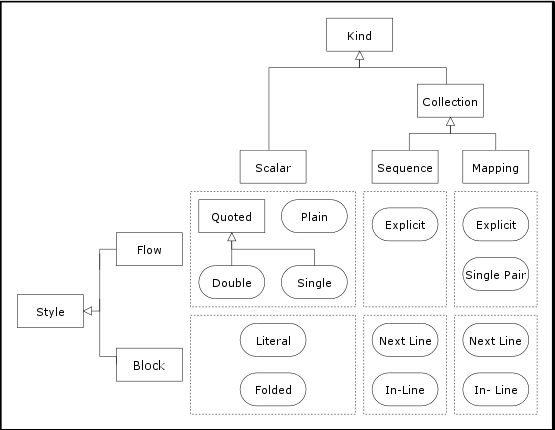 Kind
Collection
Scalar
Sequence
Mapping
Quoted
Plain
Explicit
Explicit
Flow
Double
Single
Single Pair
Style
Literal
Next Line
Next Line
Block
Folded
In-Line
In- Line